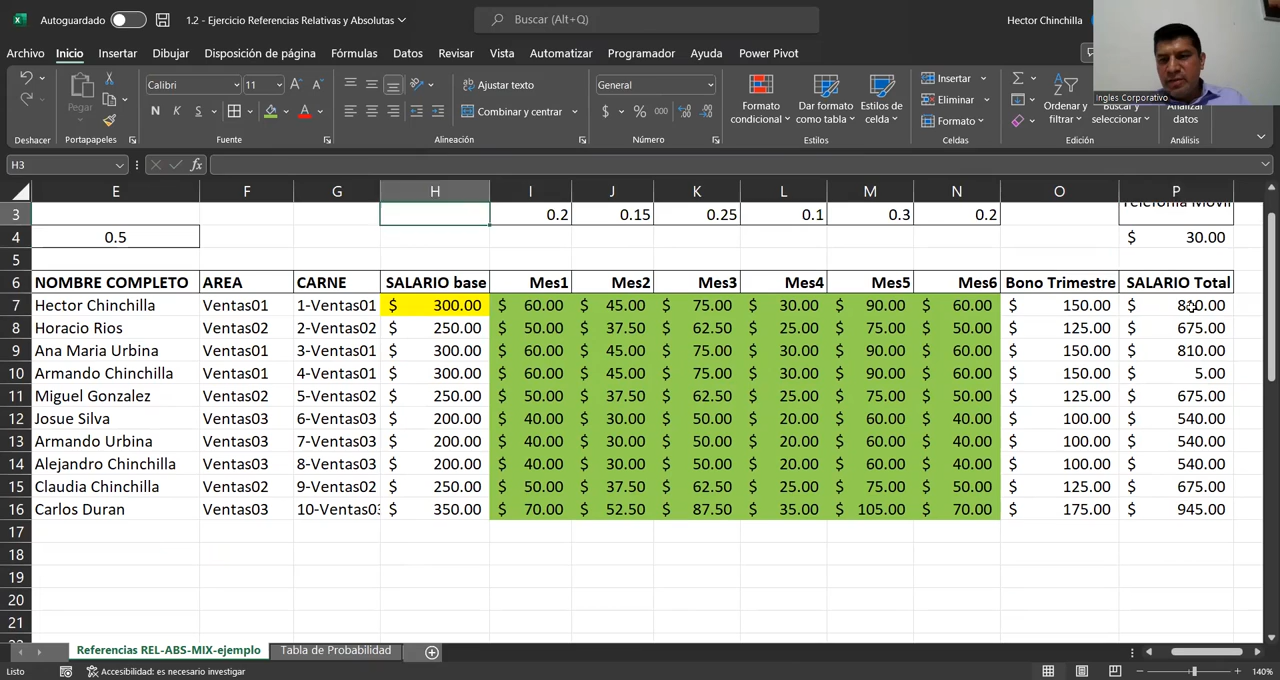 Autoguardado 1.2 - Ejercicio Referencias Relativas y Absolutas Buscar (Alt+Q) Hector Chinchilla
Archivo Inicio Insertar Dibujar Disposición de página Fórmulas Datos Revisar Vista Automatizar Programador Ayuda Power Pivot
Ingles Corporativo
Pegar Calibri 11 Ajustar texto General Formato condicional Dar formato como tabla Estilos de celda Insertar Ordenar y filtrar Buscar y seleccionar Analizar datos
N K S Combinar y centrar $ % 000 Eliminar
Formato
Deshacer Portapapeles Fuente Alineación Número Estilos Celdas Edición Análisis
H3 fx
E F G H I J K L M N O P
3 0.2 0.15 0.25 0.1 0.3 0.2 Telefonia Movil
4 0.5 $ 30.00
5
6 NOMBRE COMPLETO AREA CARNE SALARIO base Mes1 Mes2 Mes3 Mes4 Mes5 Mes6 Bono Trimestre SALARIO Total
7 Hector Chinchilla Ventas01 1-Ventas01 $ 300.00 $ 60.00 $ 45.00 $ 75.00 $ 30.00 $ 90.00 $ 60.00 $ 150.00 $ 810.00
8 Horacio Rios Ventas02 2-Ventas02 $ 250.00 $ 50.00 $ 37.50 $ 62.50 $ 25.00 $ 75.00 $ 50.00 $ 125.00 $ 675.00
9 Ana Maria Urbina Ventas01 3-Ventas01 $ 300.00 $ 60.00 $ 45.00 $ 75.00 $ 30.00 $ 90.00 $ 60.00 $ 150.00 $ 810.00
10 Armando Chinchilla Ventas01 4-Ventas01 $ 300.00 $ 60.00 $ 45.00 $ 75.00 $ 30.00 $ 90.00 $ 60.00 $ 150.00 $ 5.00
11 Miguel Gonzalez Ventas02 5-Ventas02 $ 250.00 $ 50.00 $ 37.50 $ 62.50 $ 25.00 $ 75.00 $ 50.00 $ 125.00 $ 675.00
12 Josue Silva Ventas03 6-Ventas03 $ 200.00 $ 40.00 $ 30.00 $ 50.00 $ 20.00 $ 60.00 $ 40.00 $ 100.00 $ 540.00
13 Armando Urbina Ventas03 7-Ventas03 $ 200.00 $ 40.00 $ 30.00 $ 50.00 $ 20.00 $ 60.00 $ 40.00 $ 100.00 $ 540.00
14 Alejandro Chinchilla Ventas03 8-Ventas03 $ 200.00 $ 40.00 $ 30.00 $ 50.00 $ 20.00 $ 60.00 $ 40.00 $ 100.00 $ 540.00
15 Claudia Chinchilla Ventas02 9-Ventas02 $ 250.00 $ 50.00 $ 37.50 $ 62.50 $ 25.00 $ 75.00 $ 50.00 $ 125.00 $ 675.00
16 Carlos Duran Ventas03 10-Ventas03 $ 350.00 $ 70.00 $ 52.50 $ 87.50 $ 35.00 $ 105.00 $ 70.00 $ 175.00 $ 945.00
17
18
19
20
21
Referencias REL-ABS-MIX-ejemplo Tabla de Probabilidad
Listo Accesibilidad: es necesario investigar 140%